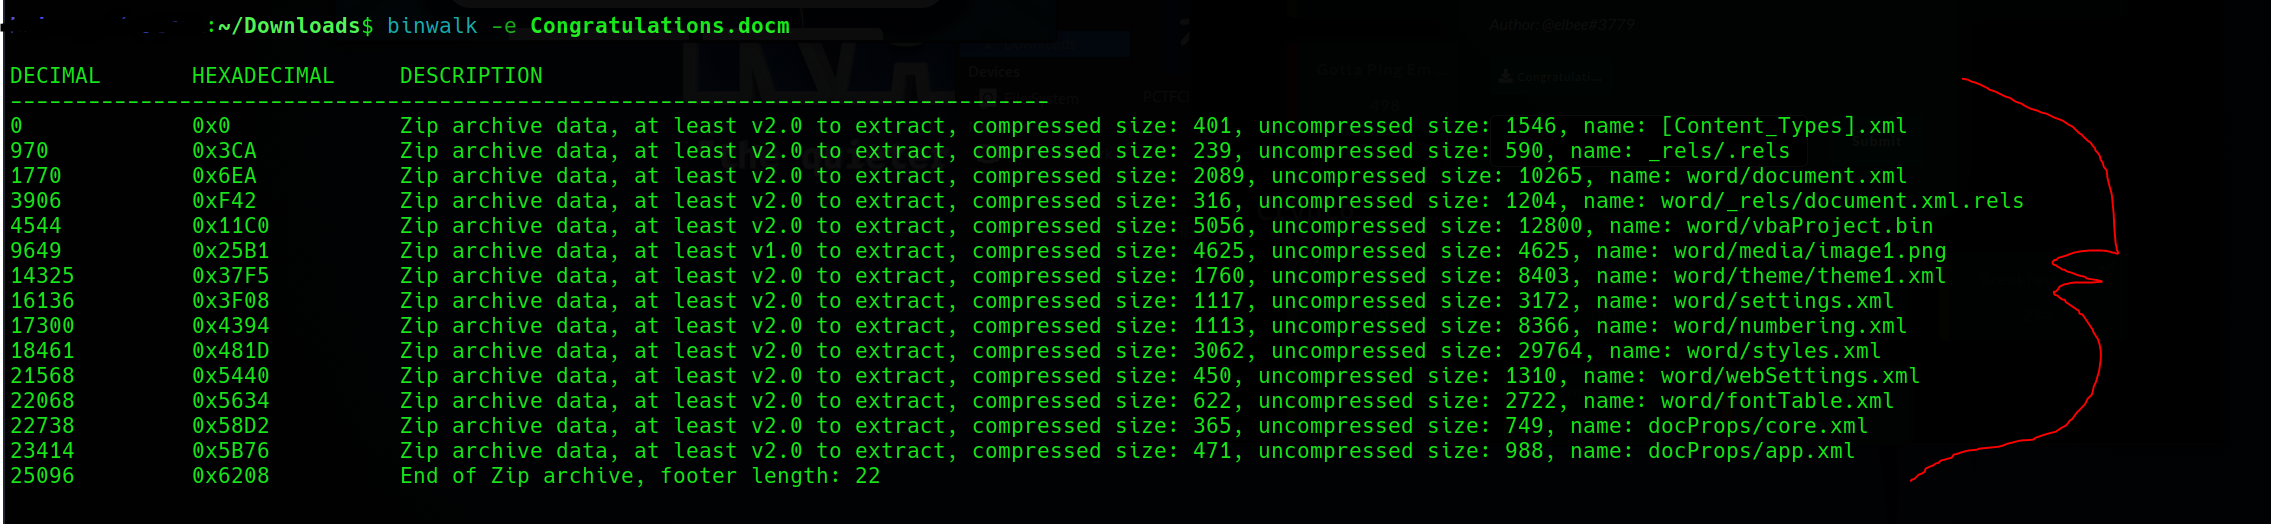 :~/Downloads$ binwalk -e Congratulations.docm
DECIMAL HEXADECIMAL DESCRIPTION
--------------------------------------------------------------------------------
0 0x0 Zip archive data, at least v2.0 to extract, compressed size: 401, uncompressed size: 1546, name: [Content_Types].xml
970 0x3CA Zip archive data, at least v2.0 to extract, compressed size: 239, uncompressed size: 590, name: _rels/.rels
1770 0x6EA Zip archive data, at least v2.0 to extract, compressed size: 2089, uncompressed size: 10265, name: word/document.xml
3906 0xF42 Zip archive data, at least v2.0 to extract, compressed size: 316, uncompressed size: 1204, name: word/_rels/document.xml.rels
4544 0x11C0 Zip archive data, at least v2.0 to extract, compressed size: 5056, uncompressed size: 12800, name: word/vbaProject.bin
9649 0x25B1 Zip archive data, at least v1.0 to extract, compressed size: 4625, uncompressed size: 4625, name: word/media/image1.png
14325 0x37F5 Zip archive data, at least v2.0 to extract, compressed size: 1760, uncompressed size: 8403, name: word/theme/theme1.xml
16136 0x3F08 Zip archive data, at least v2.0 to extract, compressed size: 1117, uncompressed size: 3172, name: word/settings.xml
17300 0x4394 Zip archive data, at least v2.0 to extract, compressed size: 1113, uncompressed size: 8366, name: word/numbering.xml
18461 0x481D Zip archive data, at least v2.0 to extract, compressed size: 3062, uncompressed size: 29764, name: word/styles.xml
21568 0x5440 Zip archive data, at least v2.0 to extract, compressed size: 450, uncompressed size: 1310, name: word/webSettings.xml
22068 0x5634 Zip archive data, at least v2.0 to extract, compressed size: 622, uncompressed size: 2722, name: word/fontTable.xml
22738 0x58D2 Zip archive data, at least v2.0 to extract, compressed size: 365, uncompressed size: 749, name: docProps/core.xml
23414 0x5B76 Zip archive data, at least v2.0 to extract, compressed size: 471, uncompressed size: 988, name: docProps/app.xml
25096 0x6208 End of Zip archive, footer length: 22
Author: @elbee#3779
Devices
Submit